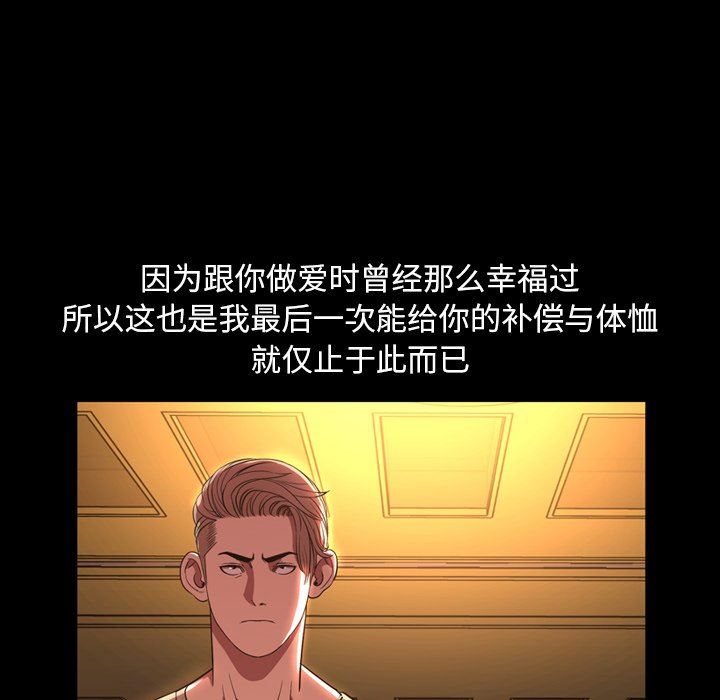 因为跟你做爱时曾经那么幸福过
所以这也是我最后一次能给你的补偿与体恤
就仅止于此而已